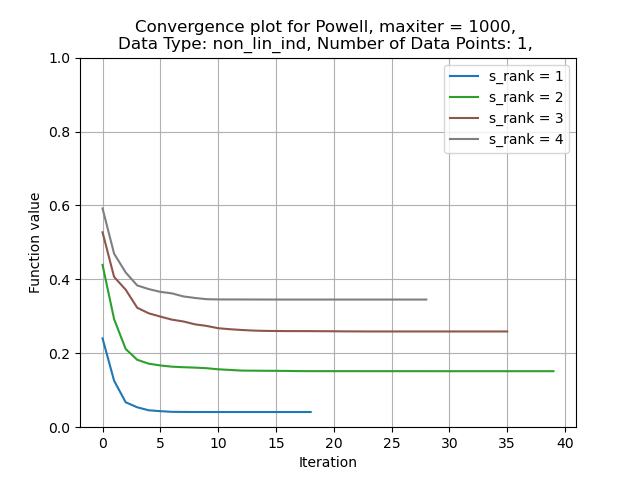 Convergence plot for Powell, maxiter = 1000,
Data Type: non_lin_ind, Number of Data Points: 1,
1.0
0.8
0.6
0.4
0.2
0.0
Function value
s_rank = 1
s_rank = 2
s_rank = 3
s_rank = 4
0 5 10 15 20 25 30 35 40
Iteration